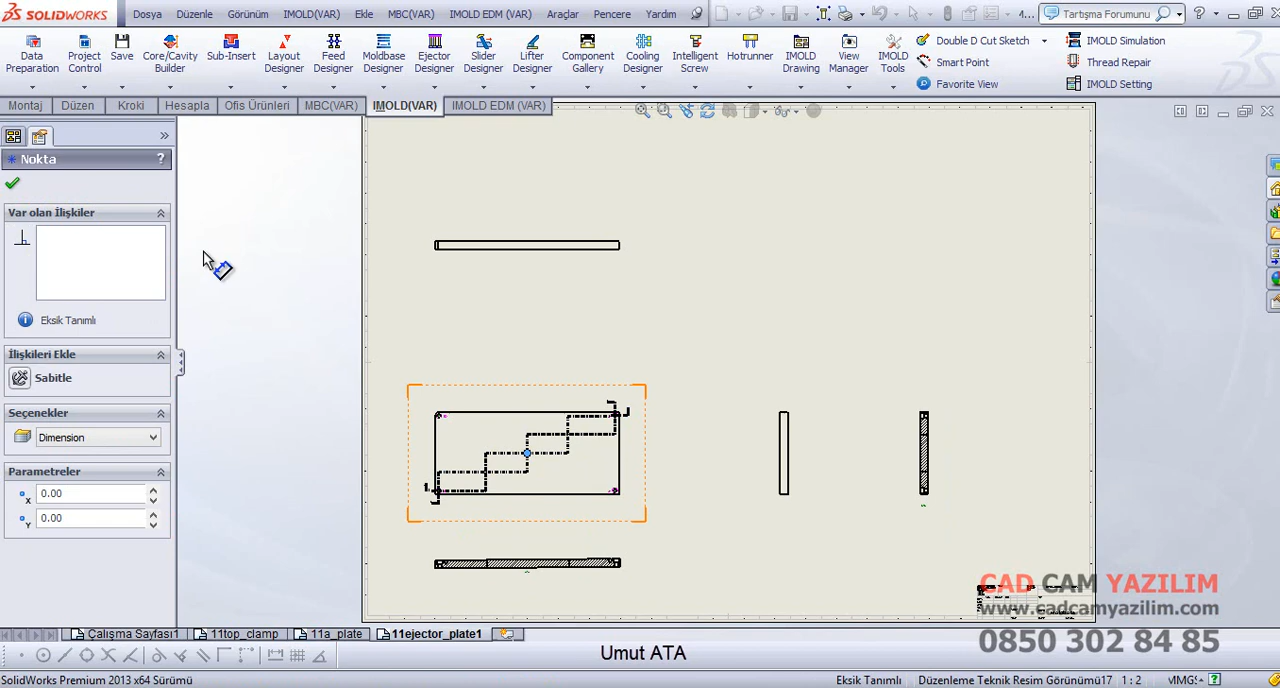 SOLIDWORKS Dosya Düzenle Görünüm IMOLD(VAR) Ekle MBC(VAR) IMOLD EDM (VAR) Araçlar Pencere Yardım 4... Tartışma Forumunu ?
Data Preparation
Project Control
Save
Core/Cavity Builder
Sub-Insert
Layout Designer
Feed Designer
Moldbase Designer
Ejector Designer
Slider Designer
Lifter Designer
Component Gallery
Cooling Designer
Intelligent Screw
Hotrunner
IMOLD Drawing
View Manager
IMOLD Tools
Double D Cut Sketch
Smart Point
Favorite View
IMOLD Simulation
Thread Repair
IMOLD Setting
Montaj Düzen Kroki Hesapla Ofis Ürünleri MBC(VAR) IMOLD(VAR) IMOLD EDM (VAR)
Nokta ?
Var olan İlişkiler
Eksik Tanımlı
İlişkileri Ekle
Sabitle
Seçenekler
Dimension
Parametreler
X 0.00
Y 0.00
CAD CAM YAZILIM
www.cadcamyazilim.com
0850 302 84 85
Çalışma Sayfası1 11top_clamp 11a_plate 11ejector_plate1
Umut ATA
SolidWorks Premium 2013 x64 Sürümü Eksik Tanımlı Düzenleme Teknik Resim Görünümü17 1 : 2